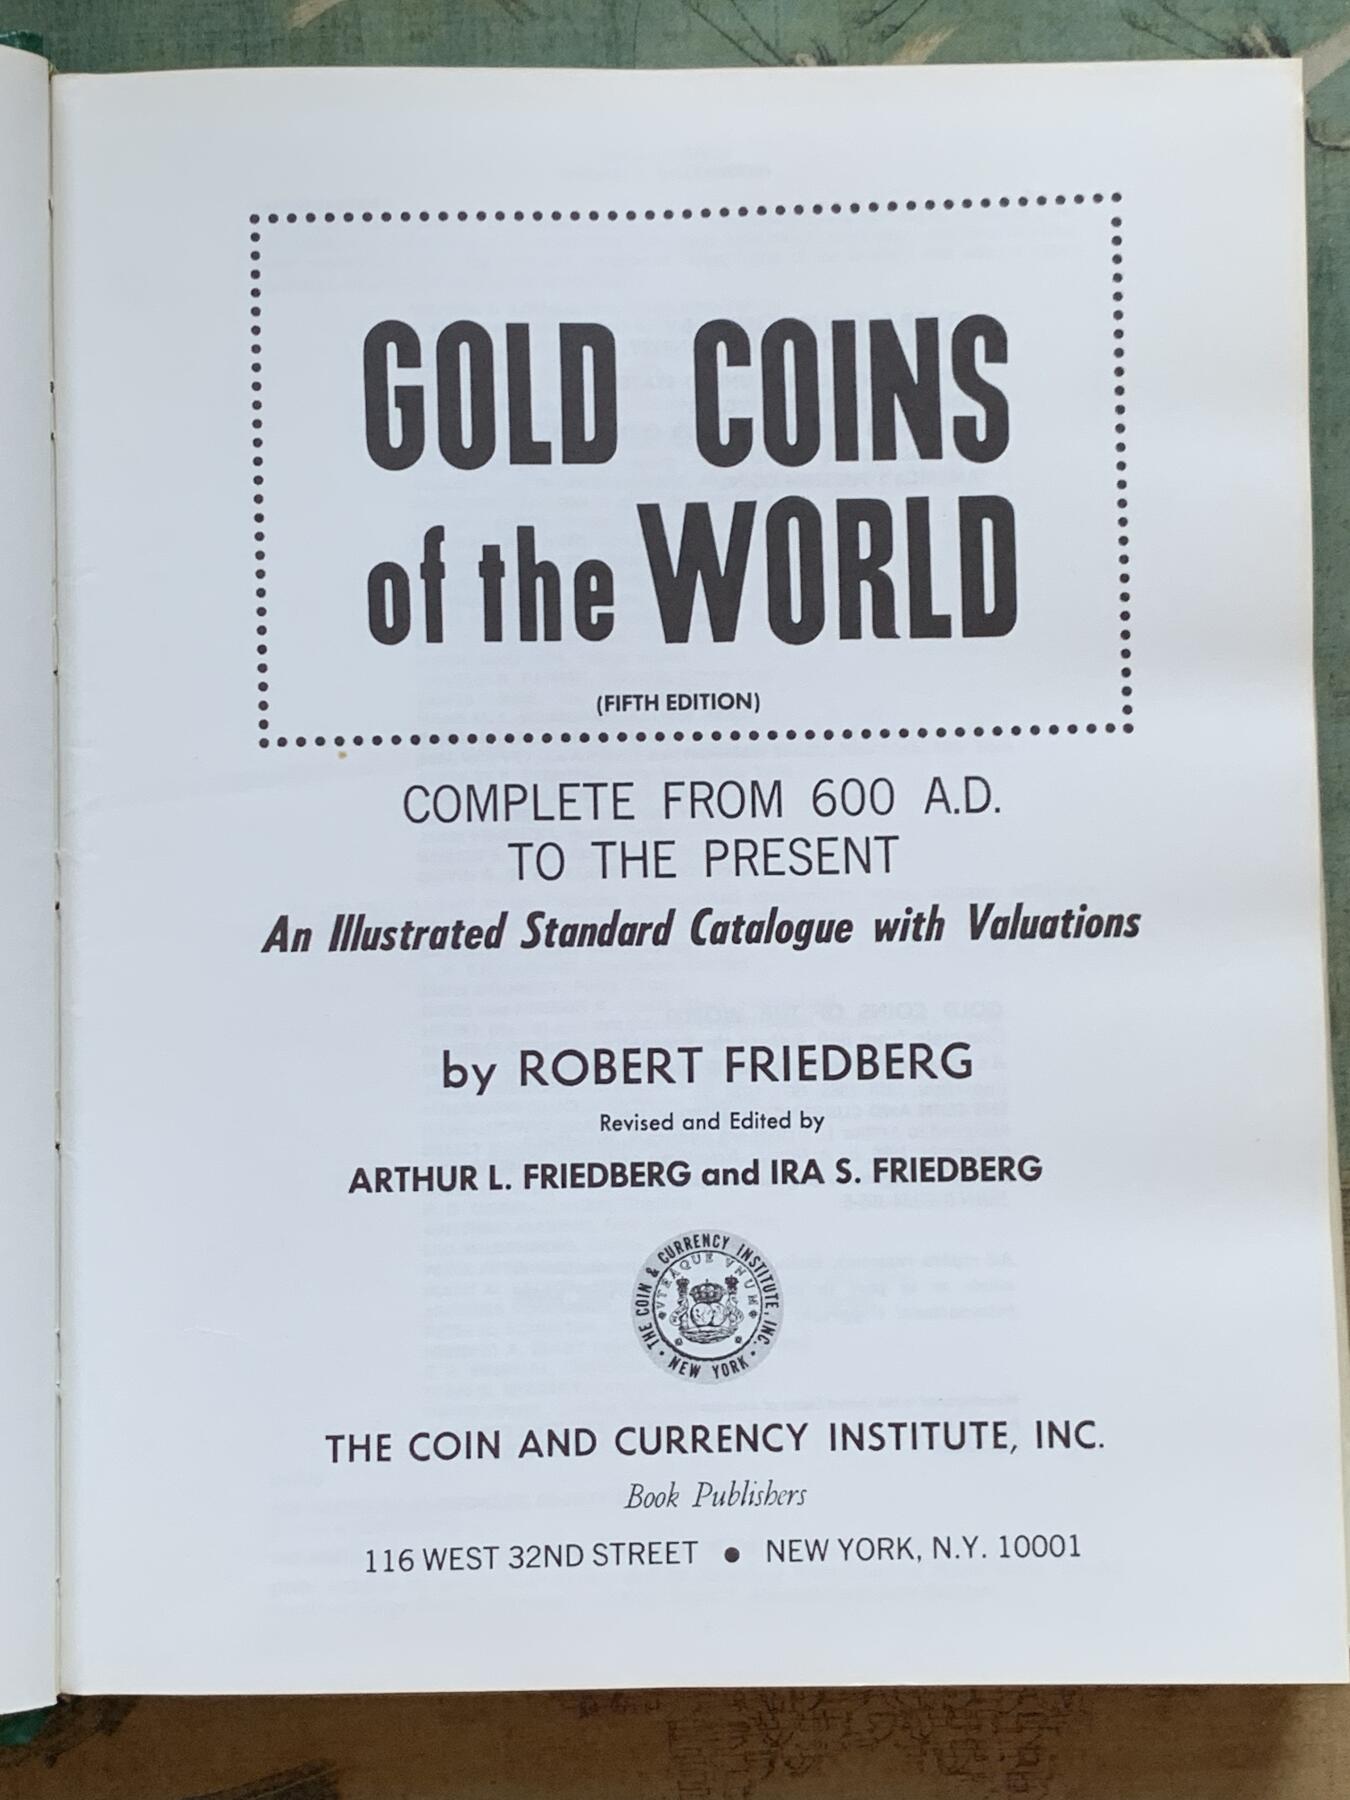 GOLD COINS
of the WORLD
(FIFTH EDITION)
COMPLETE FROM 600 A.D.
TO THE PRESENT
An Illustrated Standard Catalogue with Valuations
by ROBERT FRIEDBERG
Revised and Edited by
ARTHUR L. FRIEDBERG and IRA S. FRIEDBERG
THE COIN & CURRENCY INSTITUTE, INC.
VTRAQUE VNUM
• NEW YORK •
THE COIN AND CURRENCY INSTITUTE, INC.
Book Publishers
116 WEST 32ND STREET • NEW YORK, N.Y. 10001